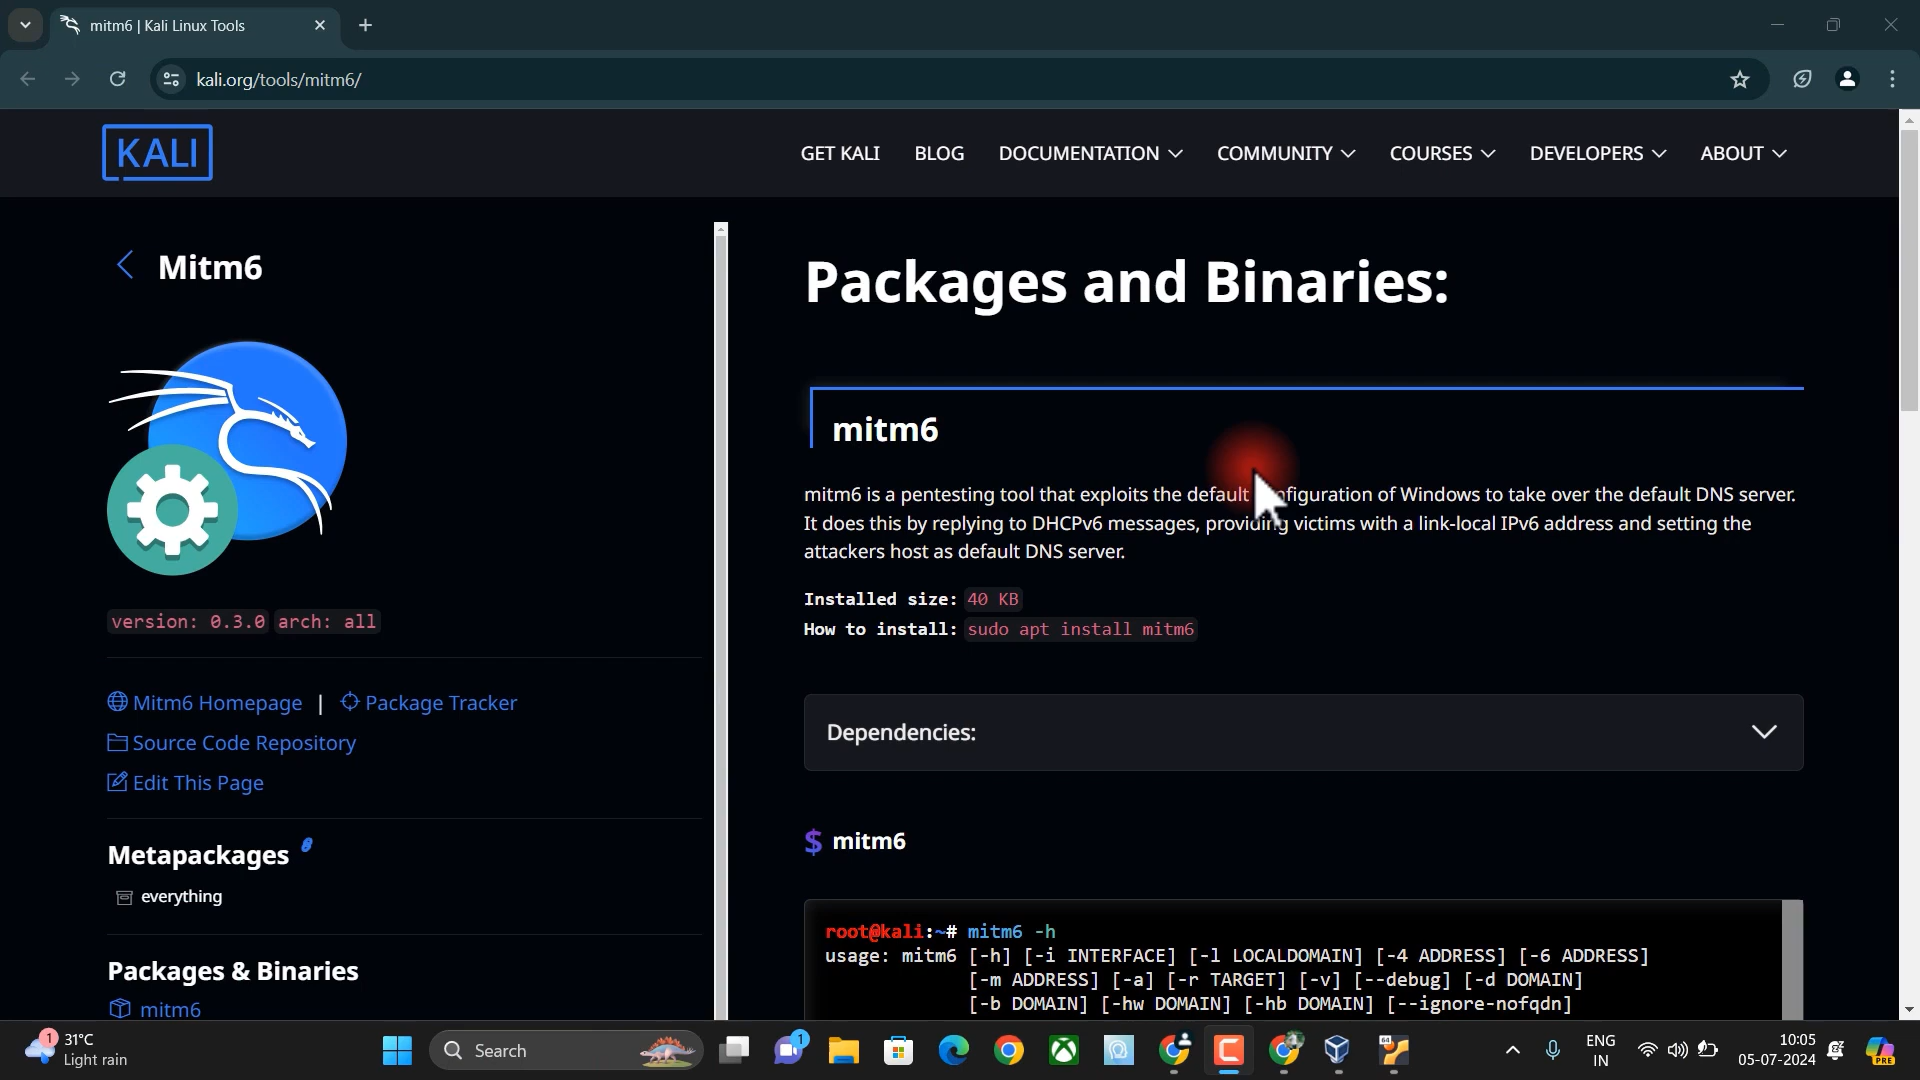 mitm6 | Kali Linux Tools
kali.org/tools/mitm6/
KALI
GET KALI
BLOG
DOCUMENTATION
COMMUNITY
COURSES
DEVELOPERS
ABOUT
Mitm6
version: 0.3.0 arch: all
Mitm6 Homepage | Package Tracker
Source Code Repository
Edit This Page
Metapackages
everything
Packages & Binaries
mitm6
Packages and Binaries:
mitm6
mitm6 is a pentesting tool that exploits the default configuration of Windows to take over the default DNS server.
It does this by replying to DHCPv6 messages, providing victims with a link-local IPv6 address and setting the
attackers host as default DNS server.
Installed size: 40 KB
How to install: sudo apt install mitm6
Dependencies:
$ mitm6
root@kali:~# mitm6 -h
usage: mitm6 [-h] [-i INTERFACE] [-l LOCALDOMAIN] [-4 ADDRESS] [-6 ADDRESS]
[-m ADDRESS] [-a] [-r TARGET] [-v] [--debug] [-d DOMAIN]
[-b DOMAIN] [-hw DOMAIN] [-hb DOMAIN] [--ignore-nofqdn]
1
31°C
Light rain
Search
1
64
ENG
IN
10:05
05-07-2024
PRE